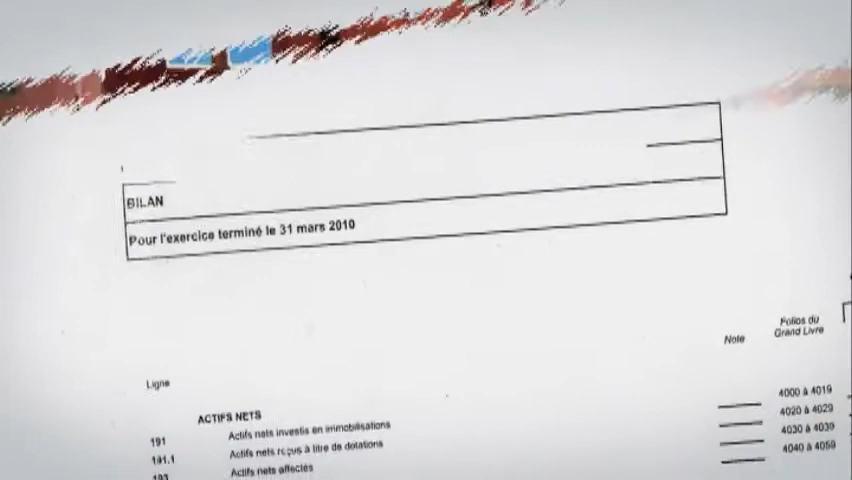 BILAN
Pour l'exercice terminé le 31 mars 2010
Note
Folios du
Grand Livre
Ligne
ACTIFS NETS
191 Actifs nets investis en immobilisations 4000 à 4019
191.1 Actifs nets reçus à titre de dotations 4020 à 4029
193 Actifs nets affectés 4030 à 4039
4040 à 4059